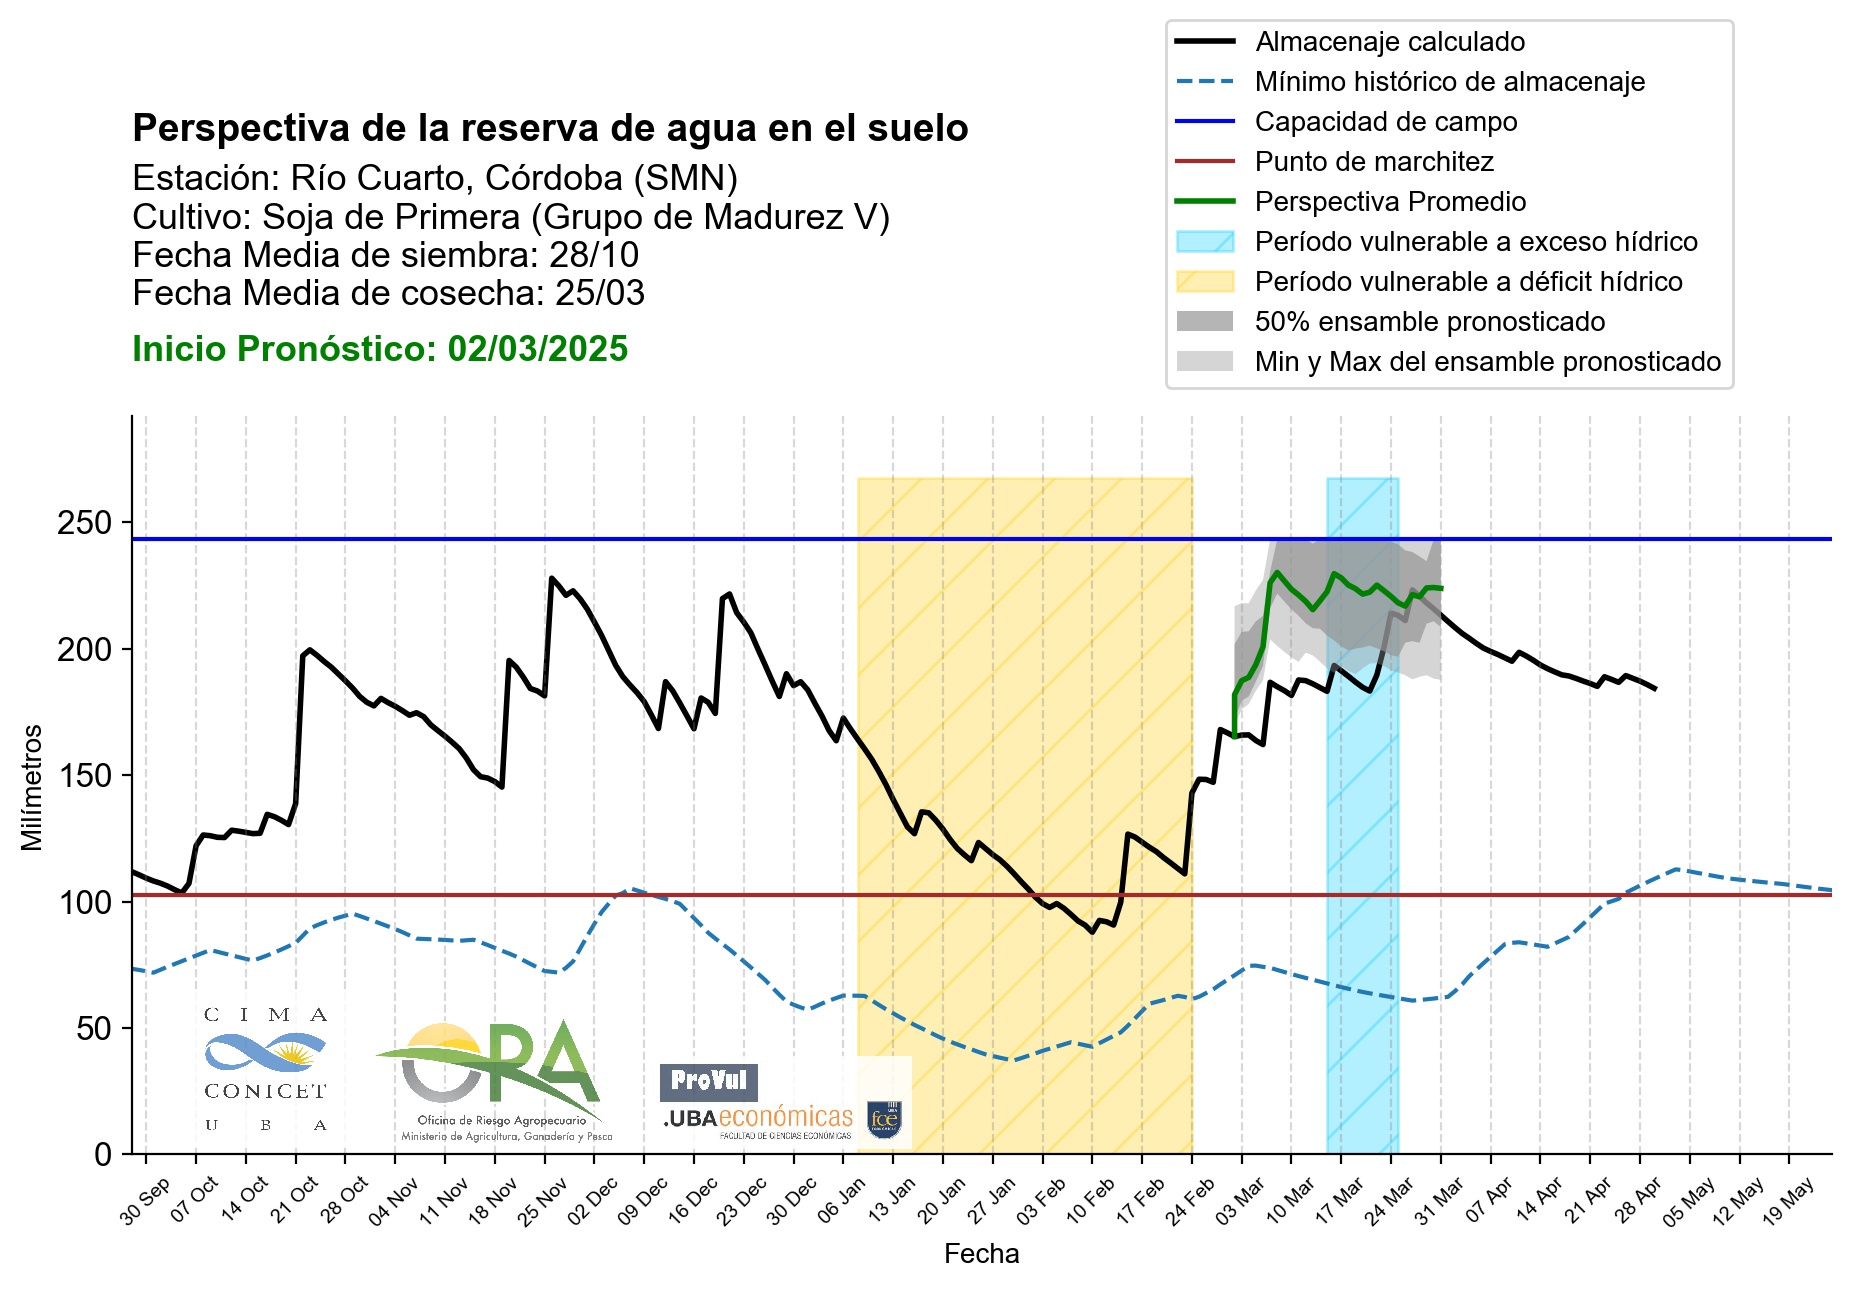 Almacenaje calculado
Mínimo histórico de almacenaje
Capacidad de campo
Punto de marchitez
Perspectiva Promedio
Período vulnerable a exceso hídrico
Período vulnerable a déficit hídrico
50% ensamble pronosticado
Min y Max del ensamble pronosticado
Perspectiva de la reserva de agua en el suelo
Estación: Río Cuarto, Córdoba (SMN)
Cultivo: Soja de Primera (Grupo de Madurez V)
Fecha Media de siembra: 28/10
Fecha Media de cosecha: 25/03
Inicio Pronóstico: 02/03/2025
Milímetros
250
200
150
100
50
0
C I M A
CONICET
U B A
ORA
Oficina de Riesgo Agropecuario
Ministerio de Agricultura, Ganadería y Pesca
ProVul
.UBAeconómicas
FACULTAD DE CIENCIAS ECONÓMICAS
UBA
fce
30 Sep
07 Oct
14 Oct
21 Oct
28 Oct
04 Nov
11 Nov
18 Nov
25 Nov
02 Dec
09 Dec
16 Dec
23 Dec
30 Dec
06 Jan
13 Jan
20 Jan
27 Jan
03 Feb
10 Feb
17 Feb
24 Feb
03 Mar
10 Mar
17 Mar
24 Mar
31 Mar
07 Apr
14 Apr
21 Apr
28 Apr
05 May
12 May
19 May
Fecha